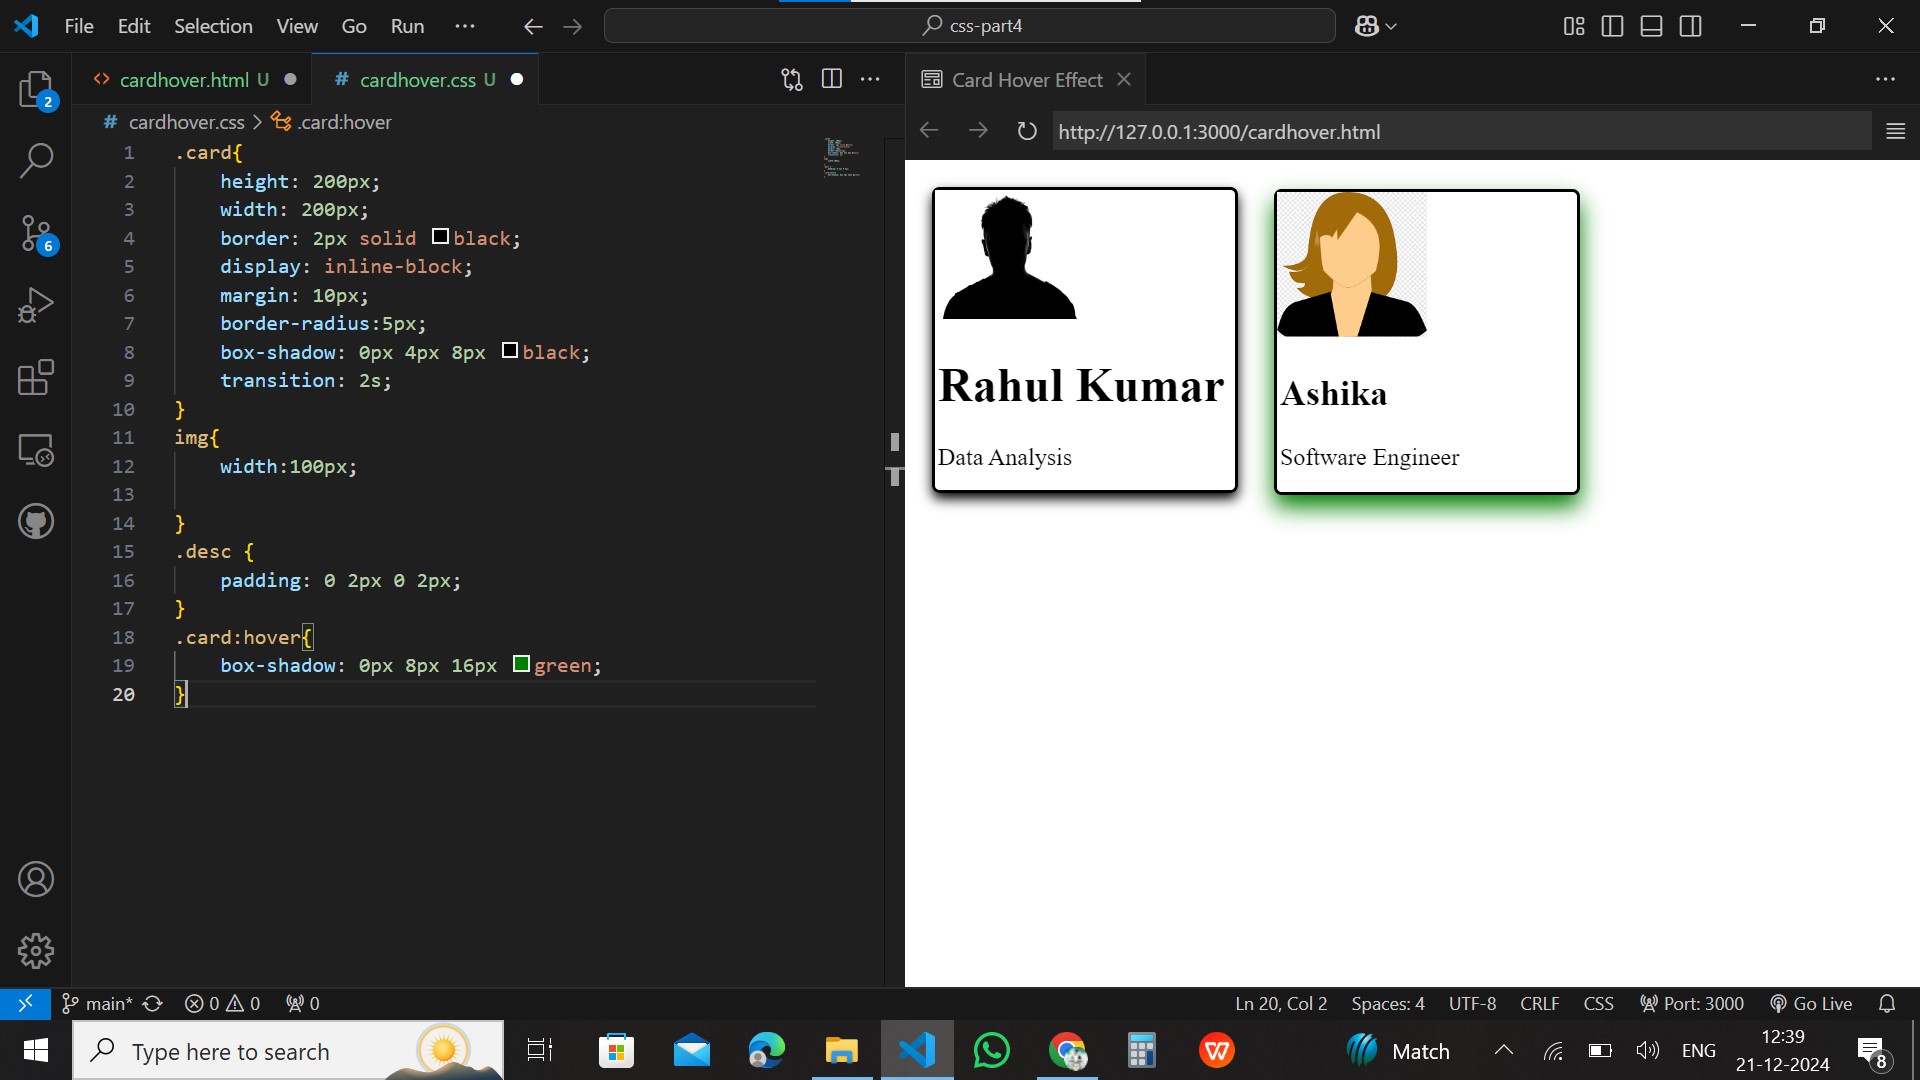 File Edit Selection View Go Run ··· css-part4
cardhover.html U
# cardhover.css U
# cardhover.css > .card:hover
1 .card{
2     height: 200px;
3     width: 200px;
4     border: 2px solid black;
5     display: inline-block;
6     margin: 10px;
7     border-radius:5px;
8     box-shadow: 0px 4px 8px black;
9     transition: 2s;
10 }
11 img{
12     width:100px;
13
14 }
15 .desc {
16     padding: 0 2px 0 2px;
17 }
18 .card:hover{
19     box-shadow: 0px 8px 16px green;
20 }
Card Hover Effect
http://127.0.0.1:3000/cardhover.html
Rahul Kumar
Data Analysis
Ashika
Software Engineer
2
6
main* 0 0 0 Ln 20, Col 2 Spaces: 4 UTF-8 CRLF CSS Port: 3000 Go Live
Type here to search
Match
ENG
12:39
21-12-2024
8